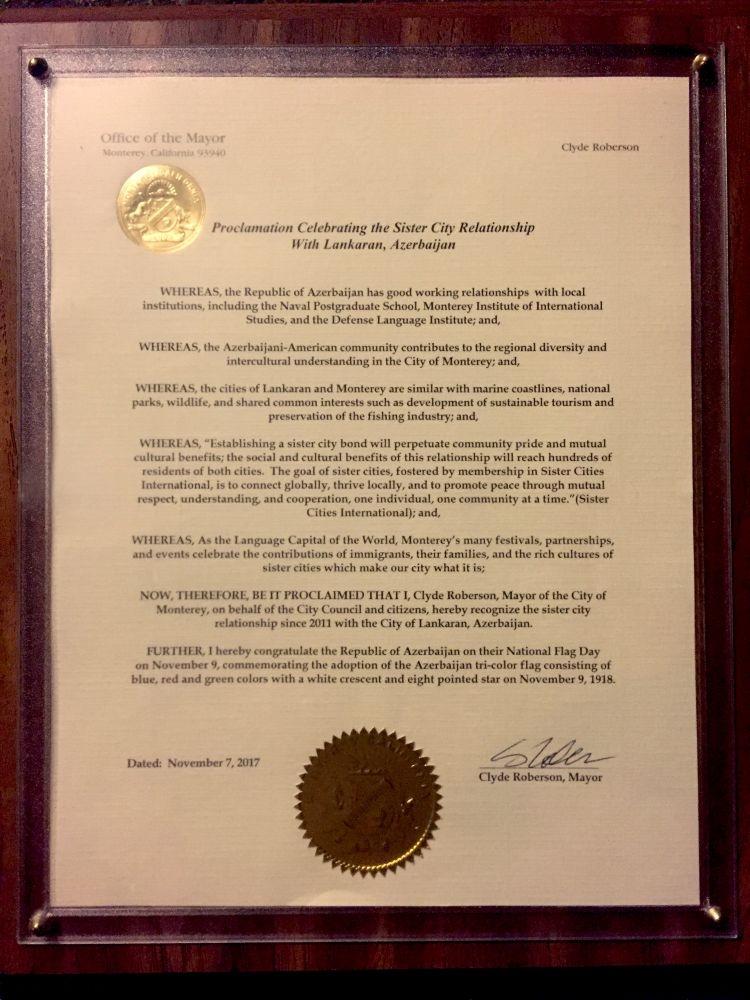 Office of the Mayor
Monterey, California 93940
Clyde Roberson
Proclamation Celebrating the Sister City Relationship
With Lankaran, Azerbaijan
WHEREAS, the Republic of Azerbaijan has good working relationships with local
institutions, including the Naval Postgraduate School, Monterey Institute of International
Studies, and the Defense Language Institute; and,
WHEREAS, the Azerbaijani-American community contributes to the regional diversity and
intercultural understanding in the City of Monterey; and,
WHEREAS, the cities of Lankaran and Monterey are similar with marine coastlines, national
parks, wildlife, and shared common interests such as development of sustainable tourism and
preservation of the fishing industry; and,
WHEREAS, “Establishing a sister city bond will perpetuate community pride and mutual
cultural benefits; the social and cultural benefits of this relationship will reach hundreds of
residents of both cities. The goal of sister cities, fostered by membership in Sister Cities
International, is to connect globally, thrive locally, and to promote peace through mutual
respect, understanding, and cooperation, one individual, one community at a time.”(Sister
Cities International); and,
WHEREAS, As the Language Capital of the World, Monterey’s many festivals, partnerships,
and events celebrate the contributions of immigrants, their families, and the rich cultures of
sister cities which make our city what it is;
NOW, THEREFORE, BE IT PROCLAIMED THAT I, Clyde Roberson, Mayor of the City of
Monterey, on behalf of the City Council and citizens, hereby recognize the sister city
relationship since 2011 with the City of Lankaran, Azerbaijan.
FURTHER, I hereby congratulate the Republic of Azerbaijan on their National Flag Day
on November 9, commemorating the adoption of the Azerbaijan tri-color flag consisting of
blue, red and green colors with a white crescent and eight pointed star on November 9, 1918.
Dated: November 7, 2017
Clyde Roberson, Mayor